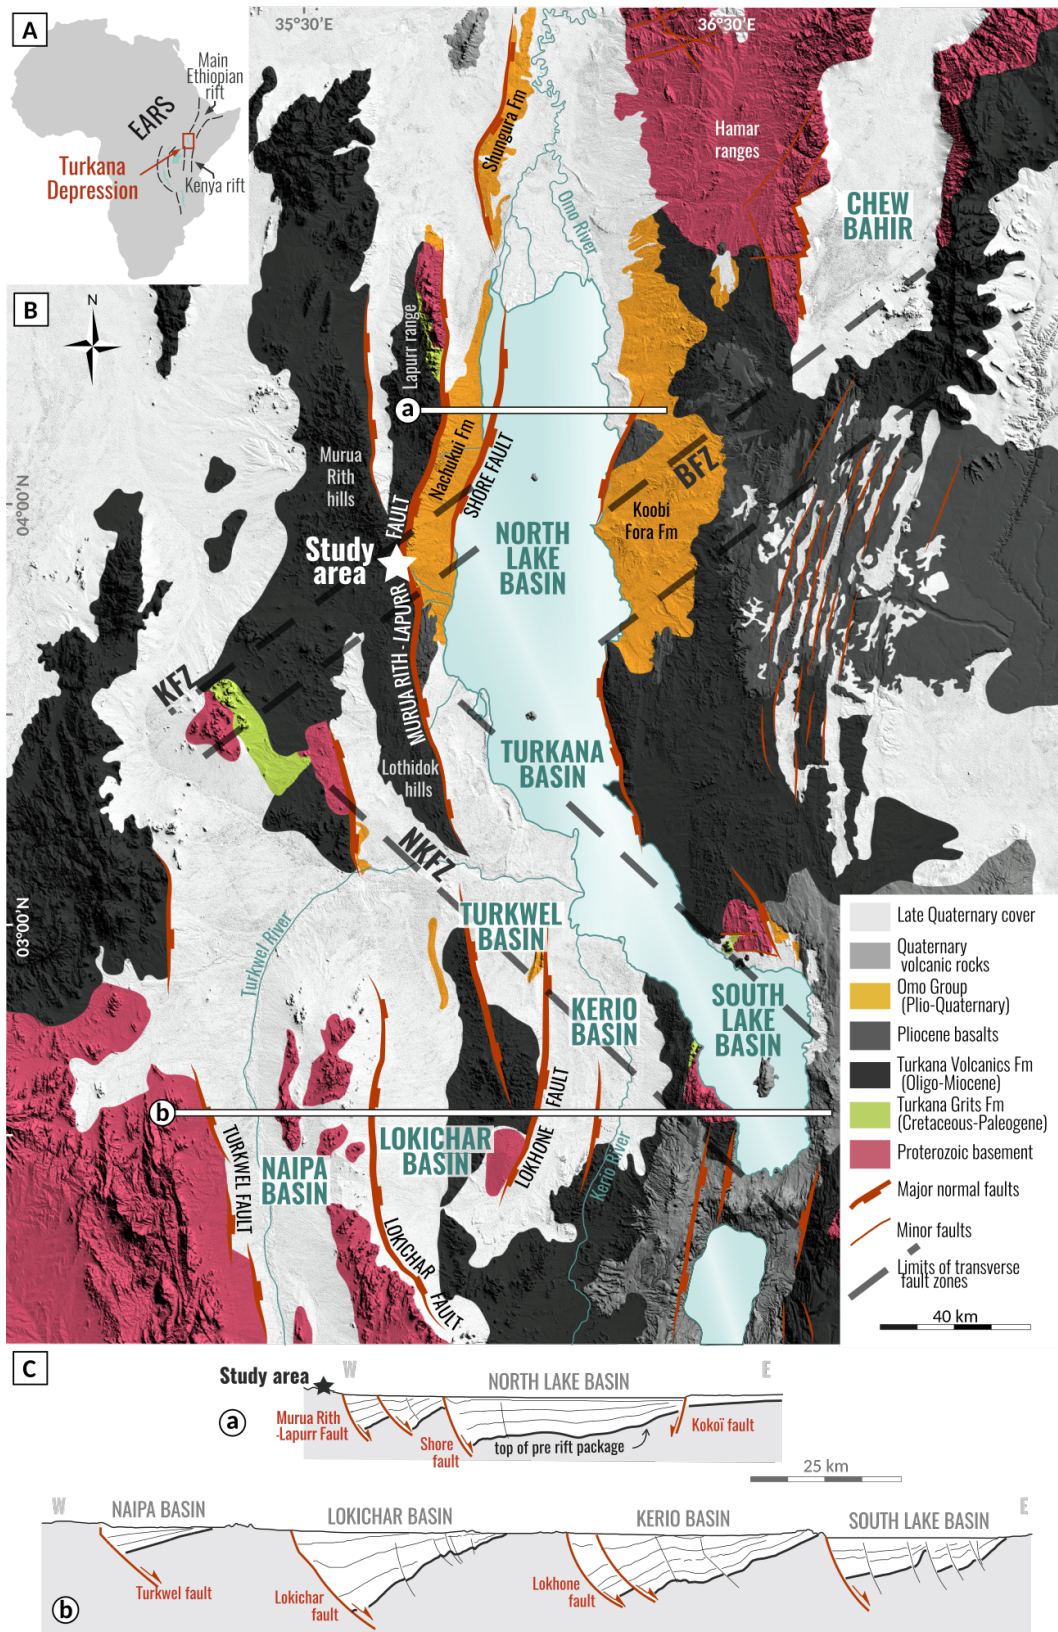 A
Main
Ethiopian
rift
EARS
Turkana
Depression
Kenya rift
35°30'E
36°30'E
Shungura Fm
Omo River
Hamar
ranges
CHEW
BAHIR
B
N
Lapurr range
a
Murua
Rith
hills
Nachukui Fm
SHORE FAULT
BFZ
Koobi
Fora Fm
04°00'N
Study
area
NORTH
LAKE
BASIN
MURUA RITH - LAPURR FAULT
KFZ
TURKANA
BASIN
Lothidok
hills
NKFZ
03°00'N
Turkwel River
TURKWEL
BASIN
KERIO
BASIN
SOUTH
LAKE
BASIN
b
TURKWEL FAULT
NAIPA
BASIN
LOKICHAR
BASIN
LOKHONE FAULT
Kerio River
LOKICHAR FAULT
Late Quaternary cover
Quaternary
volcanic rocks
Omo Group
(Plio-Quaternary)
Pliocene basalts
Turkana Volcanics Fm
(Oligo-Miocene)
Turkana Grits Fm
(Cretaceous-Paleogene)
Proterozoic basement
Major normal faults
Minor faults
Limits of transverse
fault zones
40 km
C
Study area
W
NORTH LAKE BASIN
E
a
Murua Rith
-Lapurr Fault
Shore
fault
top of pre rift package
Kokoï fault
25 km
W
NAIPA BASIN
LOKICHAR BASIN
KERIO BASIN
SOUTH LAKE BASIN
E
Turkwel fault
Lokichar
fault
Lokhone
fault
b